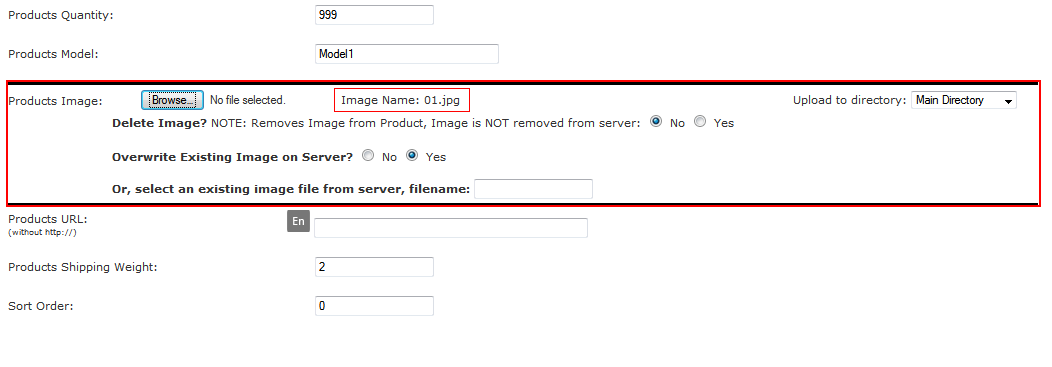 Products Quantity: 999
Products Model: Model1
Products Image: Browse... No file selected. Image Name: 01.jpg Upload to directory: Main Directory
Delete Image? NOTE: Removes Image from Product, Image is NOT removed from server: No Yes
Overwrite Existing Image on Server? No Yes
Or, select an existing image file from server, filename:
Products URL: En
(without http://)
Products Shipping Weight: 2
Sort Order: 0